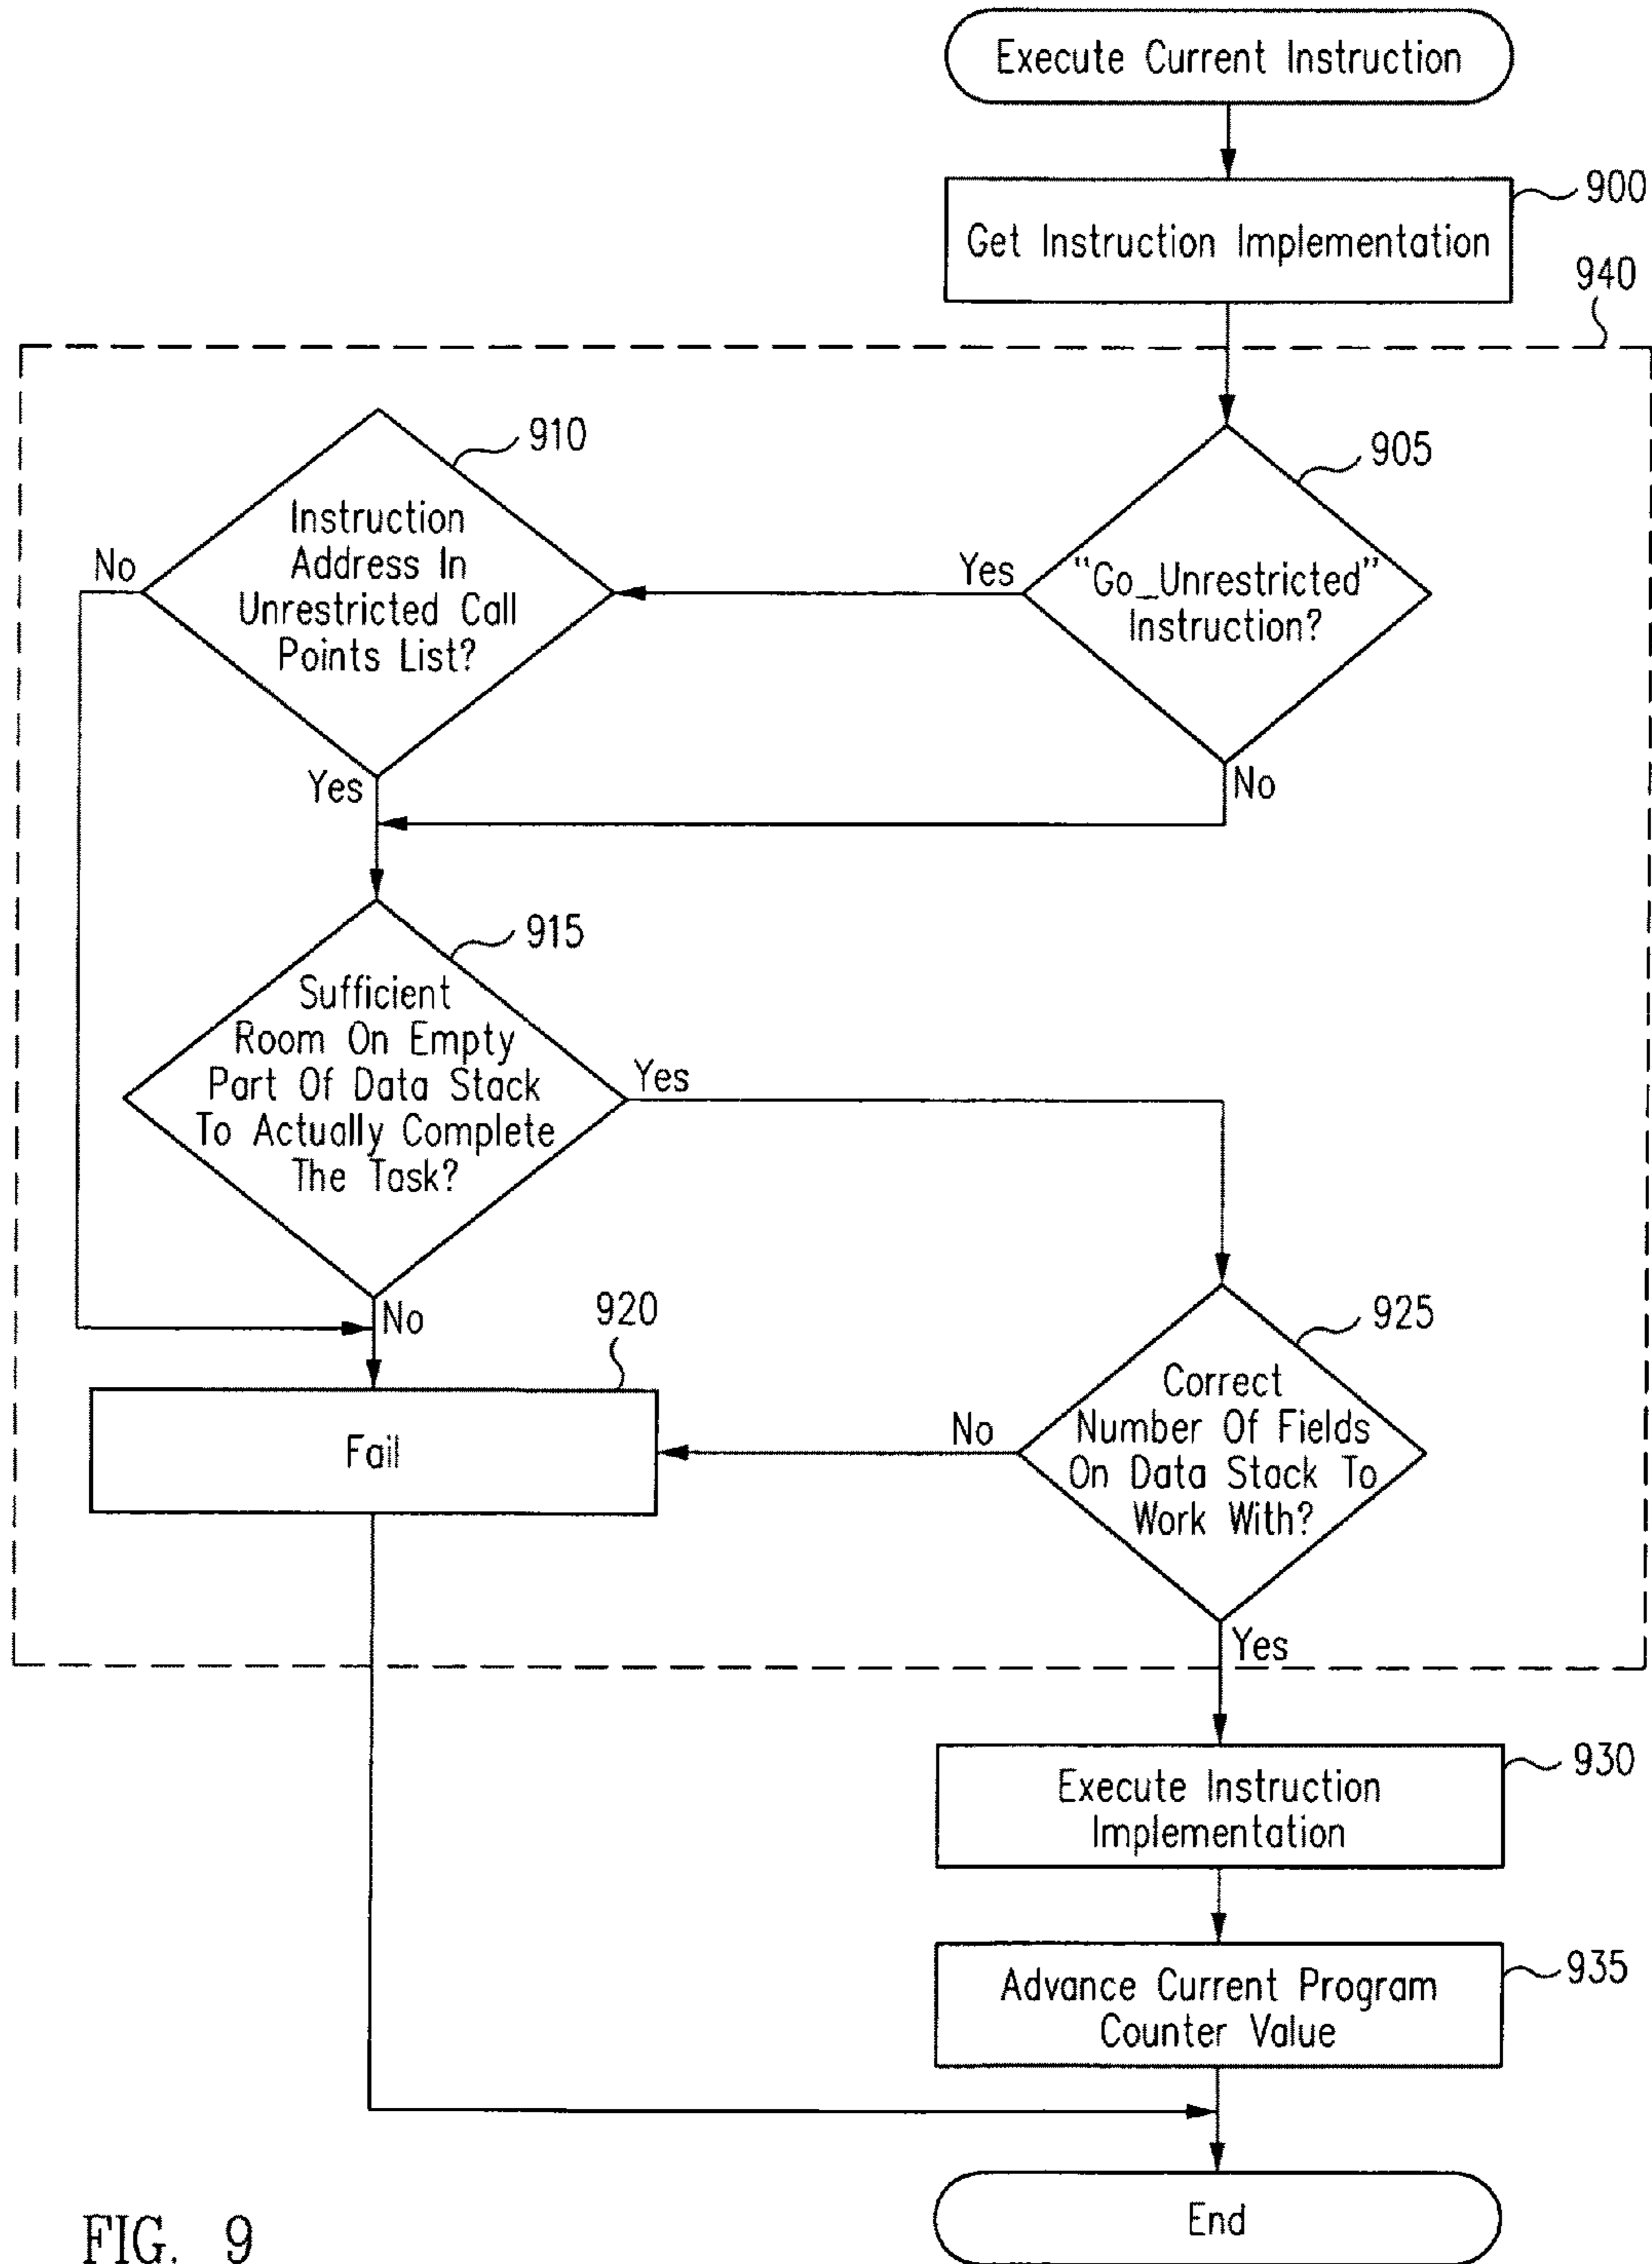 Execute Current Instruction
900
Get Instruction Implementation
940
905
"Go_Unrestricted"
Instruction?
Yes
No
910
Instruction
Address In
Unrestricted Call
Points List?
No
Yes
915
Sufficient
Room On Empty
Part Of Data Stack
To Actually Complete
The Task?
Yes
No
920
Fail
925
Correct
Number Of Fields
On Data Stack To
Work With?
No
Yes
930
Execute Instruction
Implementation
935
Advance Current Program
Counter Value
End
FIG. 9